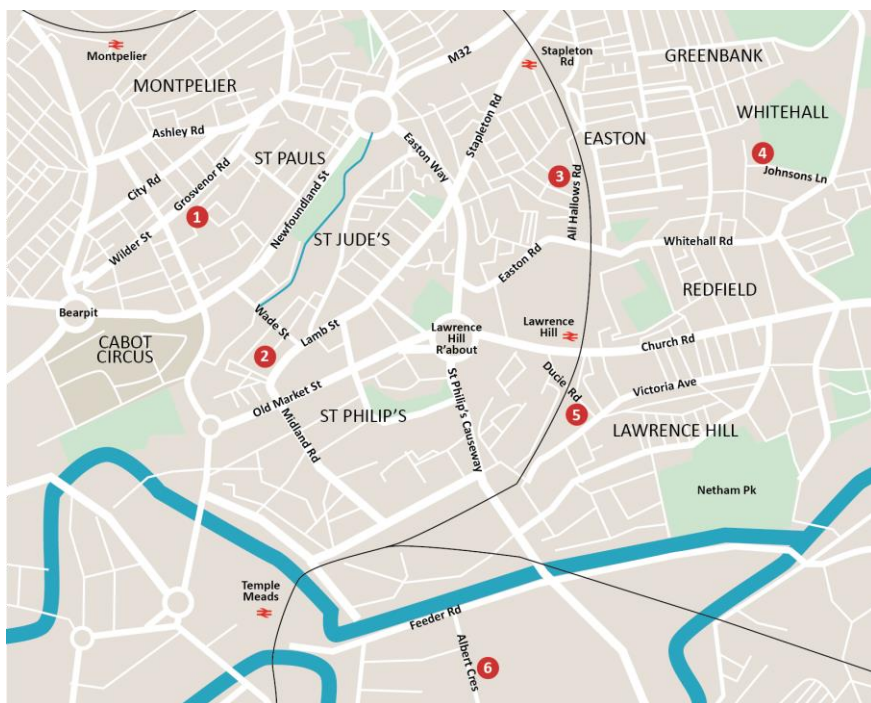 Montpelier
M32
Stapleton
Rd
GREENBANK
MONTPELIER
Stapleton Rd
WHITEHALL
Ashley Rd
EASTON
Easton Way
4
ST PAULS
City Rd
Grosvenor Rd
3
Johnsons Ln
All Hallows Rd
1
Newfoundland St
Wilder St
ST JUDE'S
Easton Rd
Whitehall Rd
REDFIELD
Bearpit
Wade St
Lamb St
Lawrence
Hill
R'about
Lawrence
Hill
Church Rd
CABOT
CIRCUS
2
Ducie Rd
Victoria Ave
Old Market St
ST PHILIP'S
St Philip's Causeway
5
LAWRENCE HILL
Midland Rd
Netham Pk
Temple
Meads
Feeder Rd
Albert Cres
6